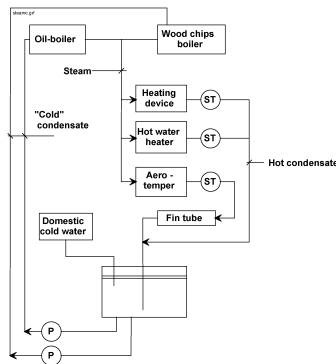 steamc.gif
Oil-boiler
Wood chips
boiler
Steam
"Cold"
condensate
Heating
device
ST
Hot water
heater
ST
Hot condensate
Aero -
temper
ST
Domestic
cold water
Fin tube
P
P